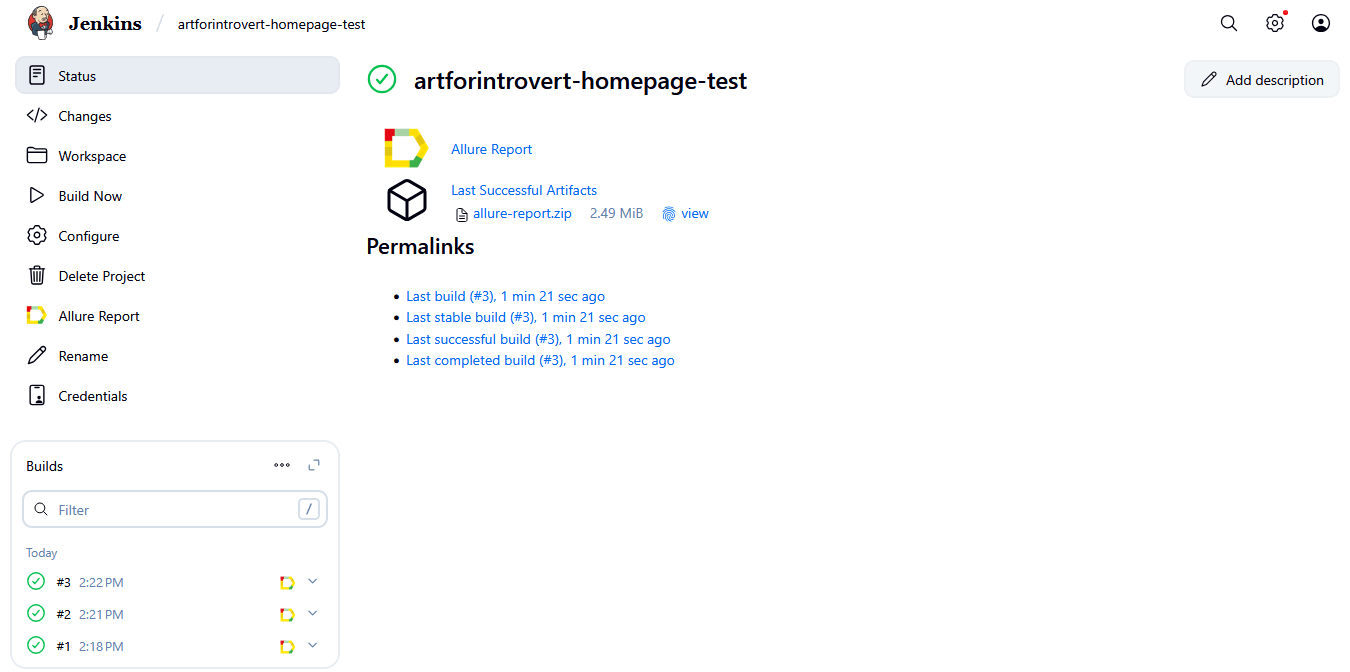 Jenkins / artforintrovert-homepage-test
Status
Changes
Workspace
Build Now
Configure
Delete Project
Allure Report
Rename
Credentials
Builds
Filter /
Today
#3 2:22 PM
#2 2:21 PM
#1 2:18 PM
artforintrovert-homepage-test
Add description
Allure Report
Last Successful Artifacts
allure-report.zip 2.49 MiB view
Permalinks
Last build (#3), 1 min 21 sec ago
Last stable build (#3), 1 min 21 sec ago
Last successful build (#3), 1 min 21 sec ago
Last completed build (#3), 1 min 21 sec ago